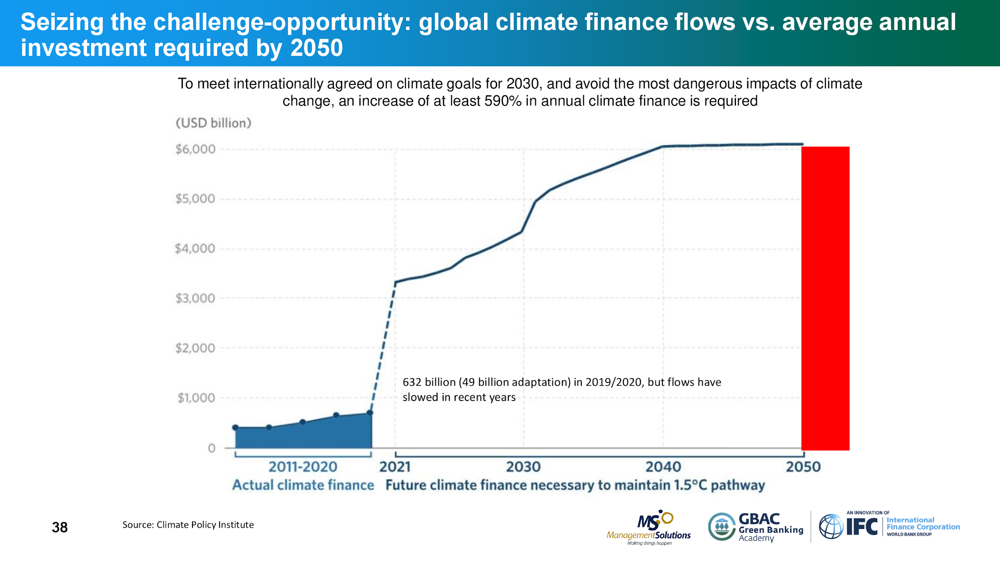 Seizing the challenge-opportunity: global climate finance flows vs. average annual
investment required by 2050
To meet internationally agreed on climate goals for 2030, and avoid the most dangerous impacts of climate
change, an increase of at least 590% in annual climate finance is required
(USD billion)
$6,000
$5,000
$4,000
$3,000
$2,000
$1,000
0
632 billion (49 billion adaptation) in 2019/2020, but flows have
slowed in recent years
2011-2020
2021
2030
2040
2050
Actual climate finance
Future climate finance necessary to maintain 1.5°C pathway
38
Source: Climate Policy Institute
MS
ManagementSolutions
Making things happen
GBAC
Green Banking
Academy
AN INNOVATION OF
IFC
International
Finance Corporation
WORLD BANK GROUP